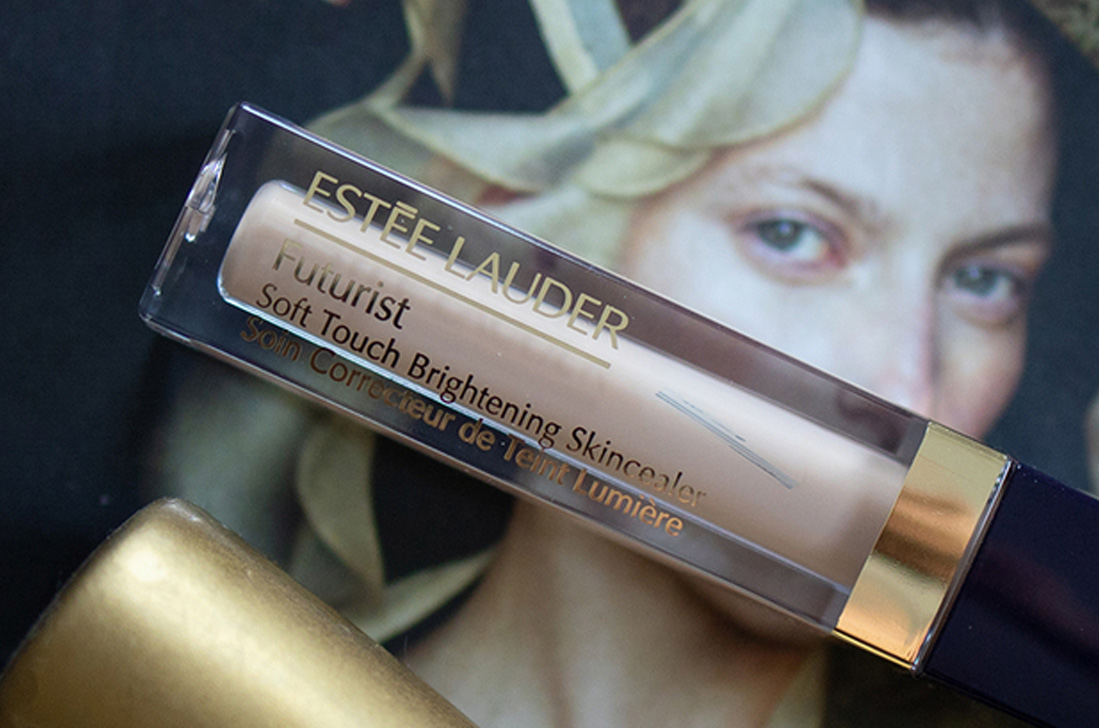 ESTĒE LAUDER
Futurist
Soft Touch Brightening Skincealer
Soin Correcteur de Teint Lumière